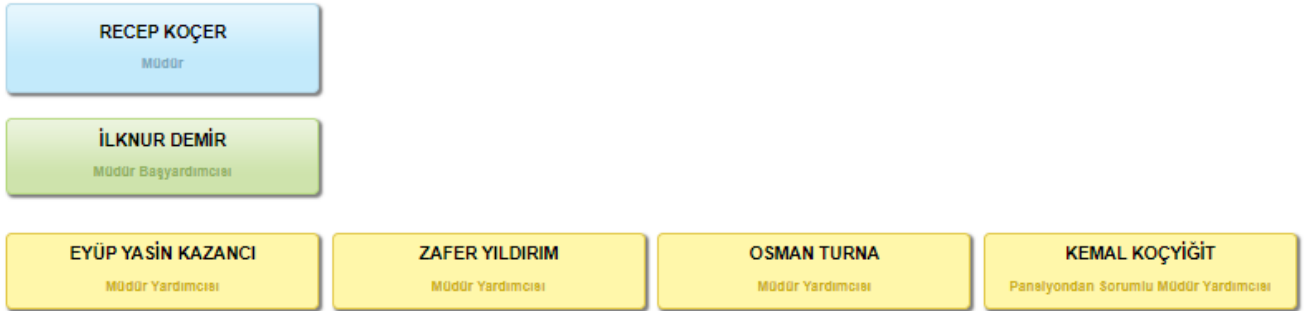 RECEP KOÇER
Müdür
İLKNUR DEMİR
Müdür Başyardımcısı
EYÜP YASİN KAZANCI
Müdür Yardımcısı
ZAFER YILDIRIM
Müdür Yardımcısı
OSMAN TURNA
Müdür Yardımcısı
KEMAL KOÇYİĞİT
Pansiyondan Sorumlu Müdür Yardımcısı